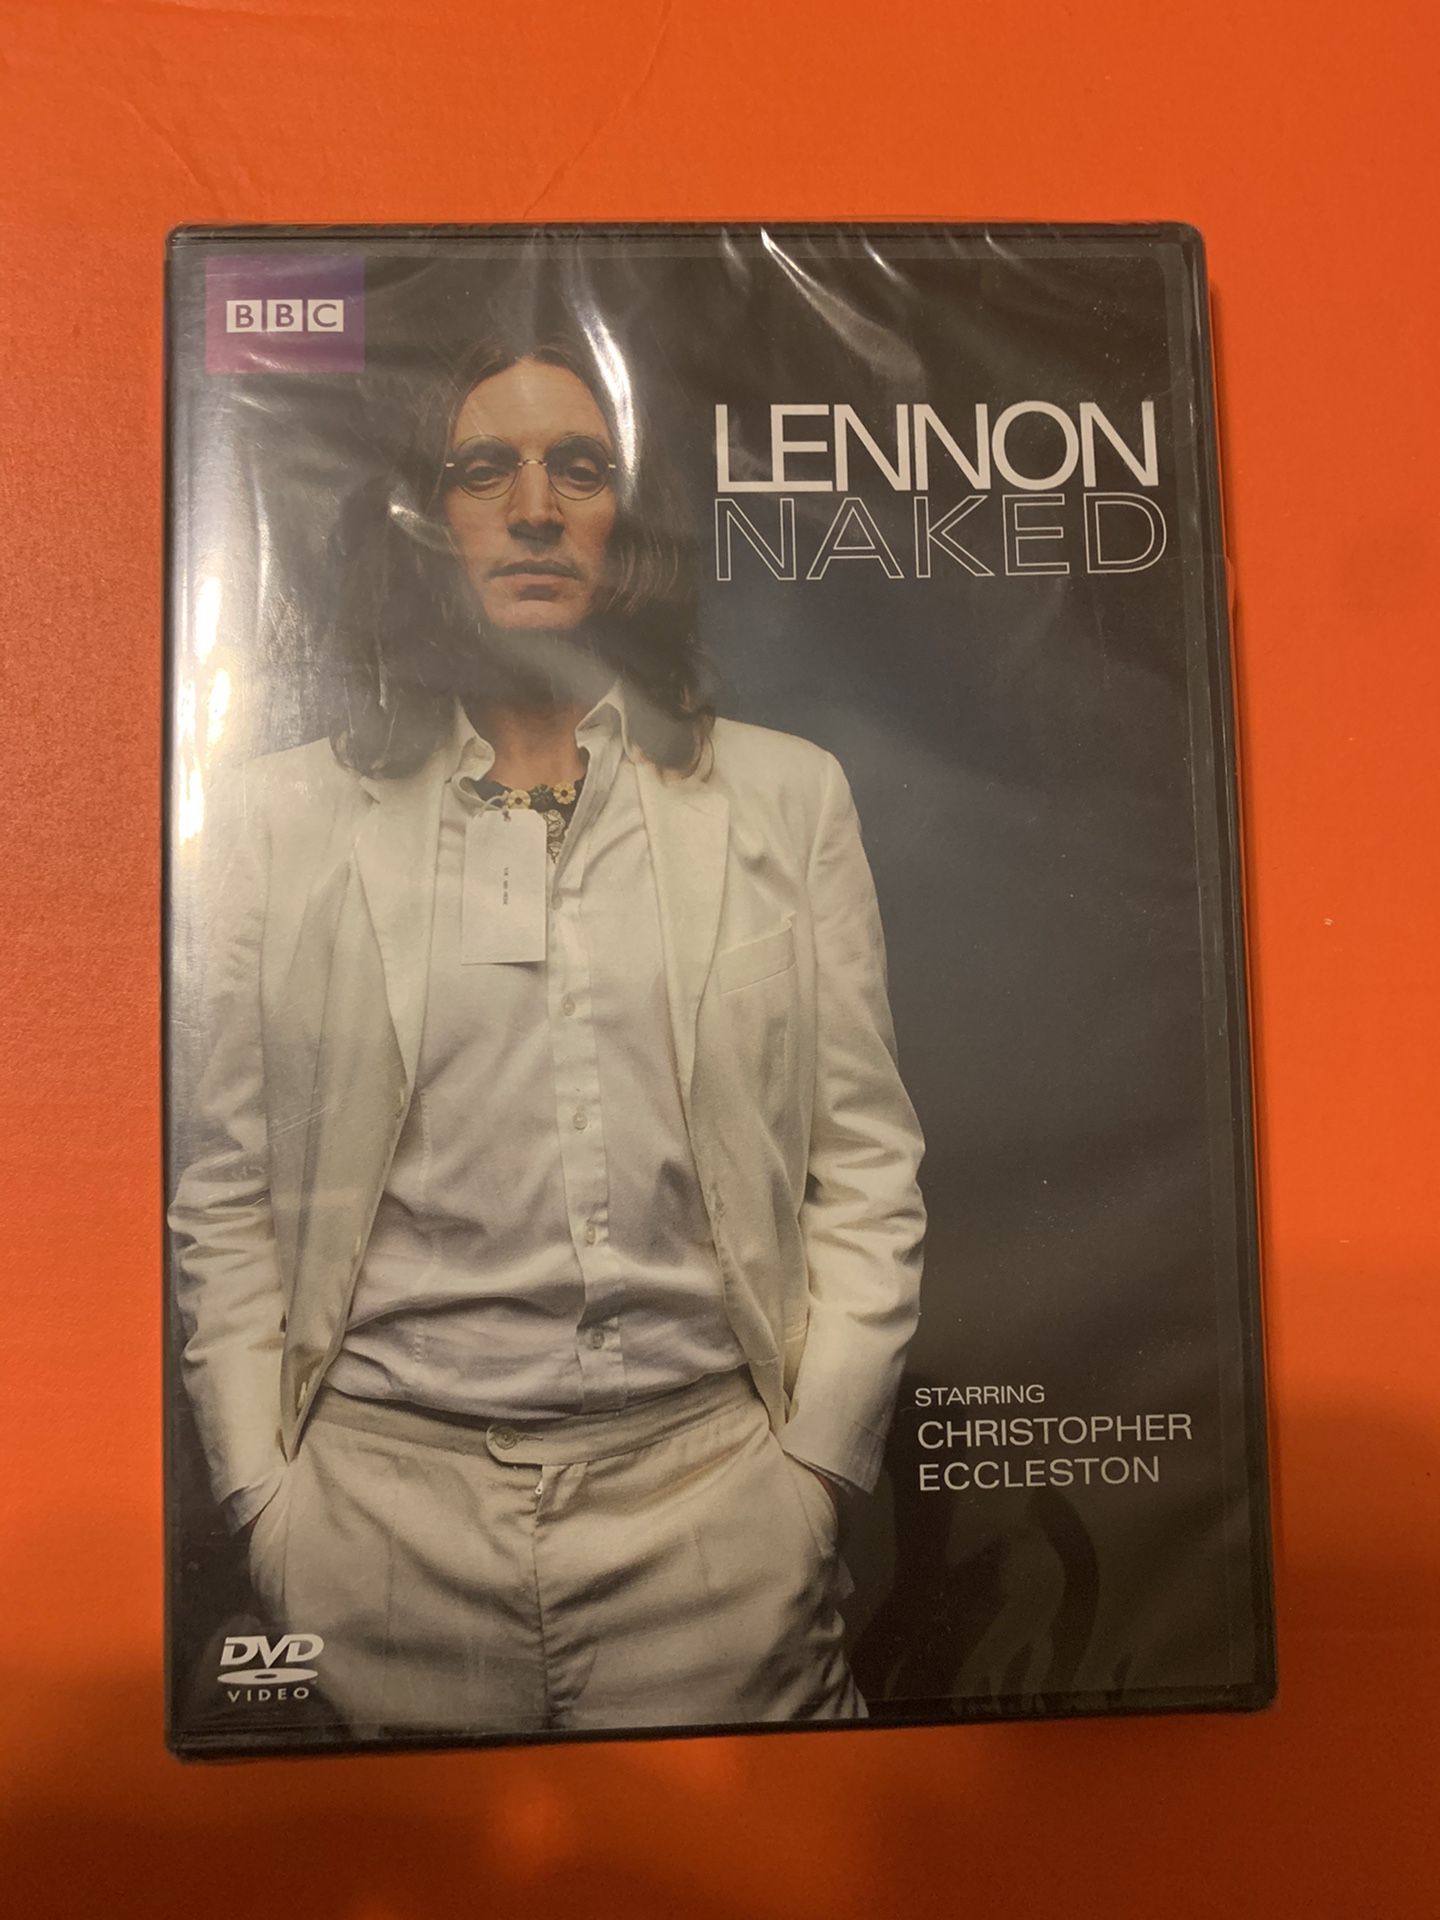 BBC
LENNON
NAKED
STARRING
CHRISTOPHER
ECCLESTON
DVD
VIDEO